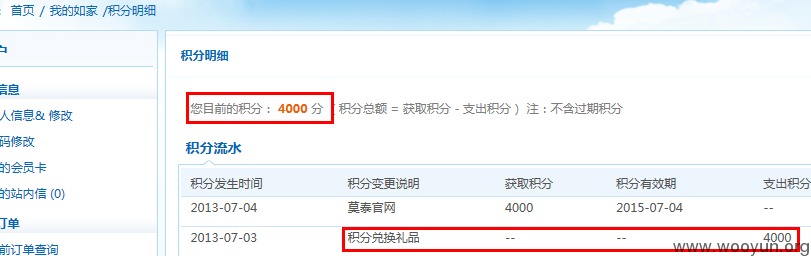 首页 / 我的如家 /积分明细
户
积分明细
信息
您目前的积分： 4000 分 （ 积分总额 = 获取积分 - 支出积分 ） 注：不含过期积分
人信息& 修改
码修改
积分流水
的会员卡
积分发生时间 积分变更说明 获取积分 积分有效期 支出积分
的站内信 (0)
2013-07-04 莫泰官网 4000 2015-07-04 --
订单
2013-07-03 积分兑换礼品 -- -- 4000
前订单查询
www.wooyun.org